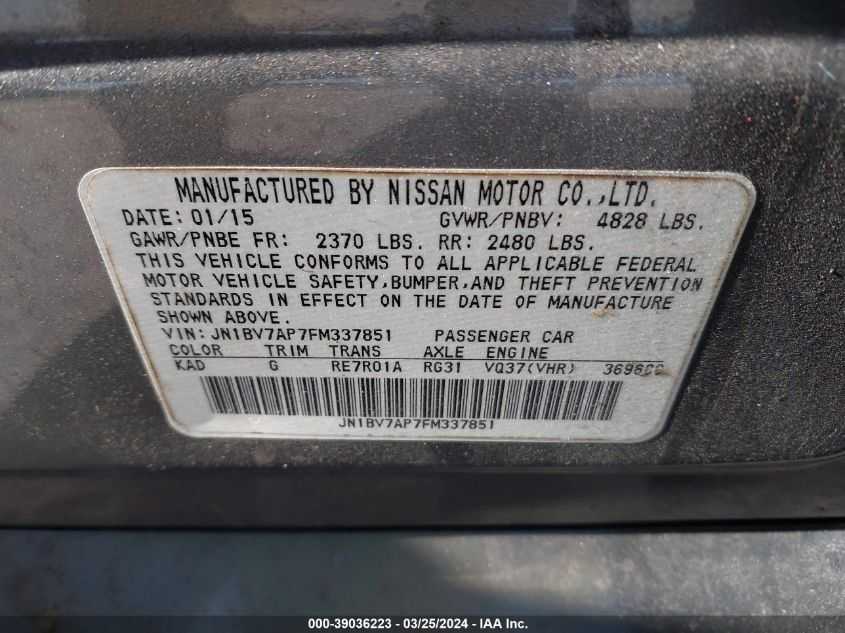 MANUFACTURED BY NISSAN MOTOR CO.,LTD.
DATE: 01/15 GVWR/PNBV: 4828 LBS.
GAWR/PNBE FR: 2370 LBS. RR: 2480 LBS.
THIS VEHICLE CONFORMS TO ALL APPLICABLE FEDERAL
MOTOR VEHICLE SAFETY,BUMPER,AND THEFT PREVENTION
STANDARDS IN EFFECT ON THE DATE OF MANUFACTURE
SHOWN ABOVE.
VIN:JN1BV7AP7FM337851 PASSENGER CAR
COLOR TRIM TRANS AXLE ENGINE
KAD G RE7R01A RG31 VQ37(VHR) 3696CC
JN1BV7AP7FM337851
000-39036223 - 03/25/2024 - IAA Inc.